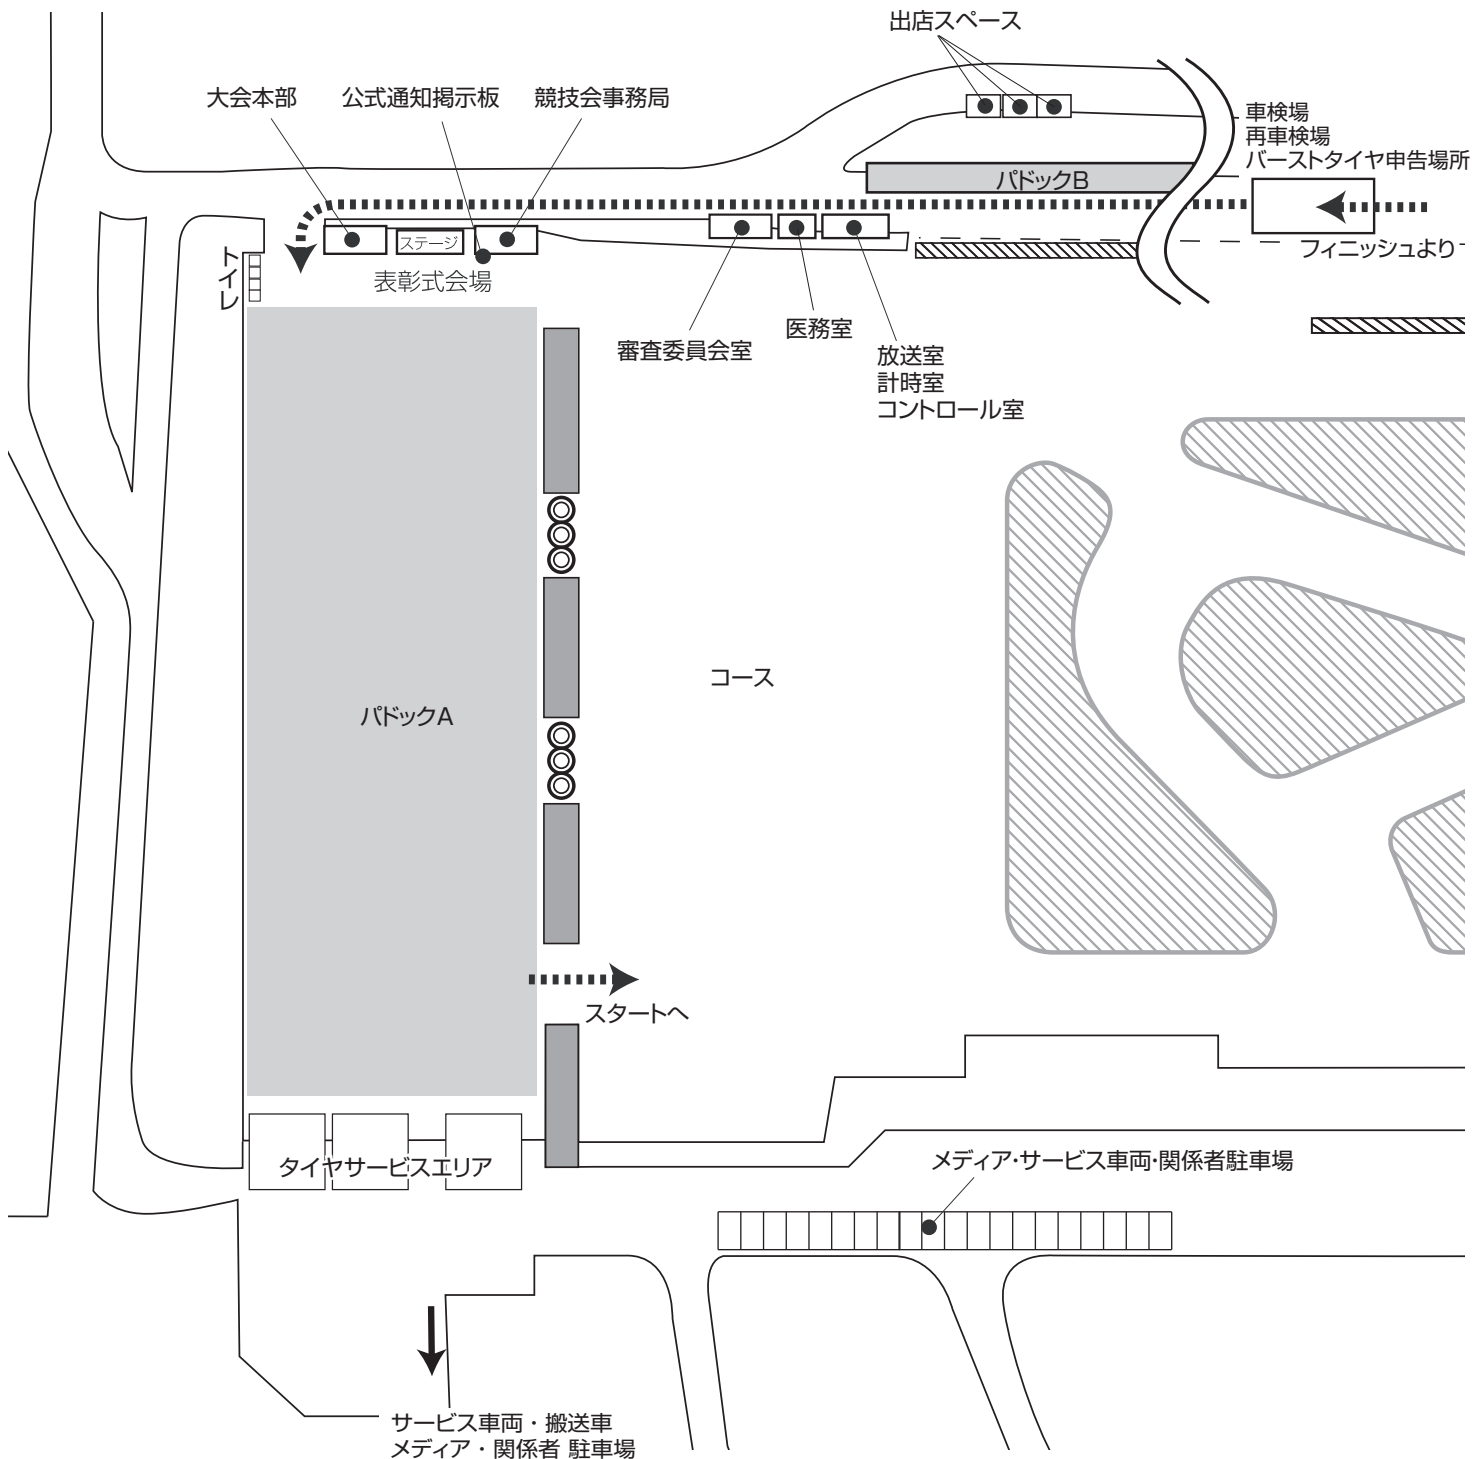 出店スペース
大会本部
公式通知掲示板
競技会事務局
車検場
再車検場
バーストタイヤ申告場所
パドックB
ステージ
フィニッシュより
トイレ
表彰式会場
審査委員会室
医務室
放送室
計時室
コントロール室
コース
パドックA
スタートへ
タイヤサービスエリア
メディア・サービス車両・関係者駐車場
サービス車両・搬送車
メディア・関係者 駐車場